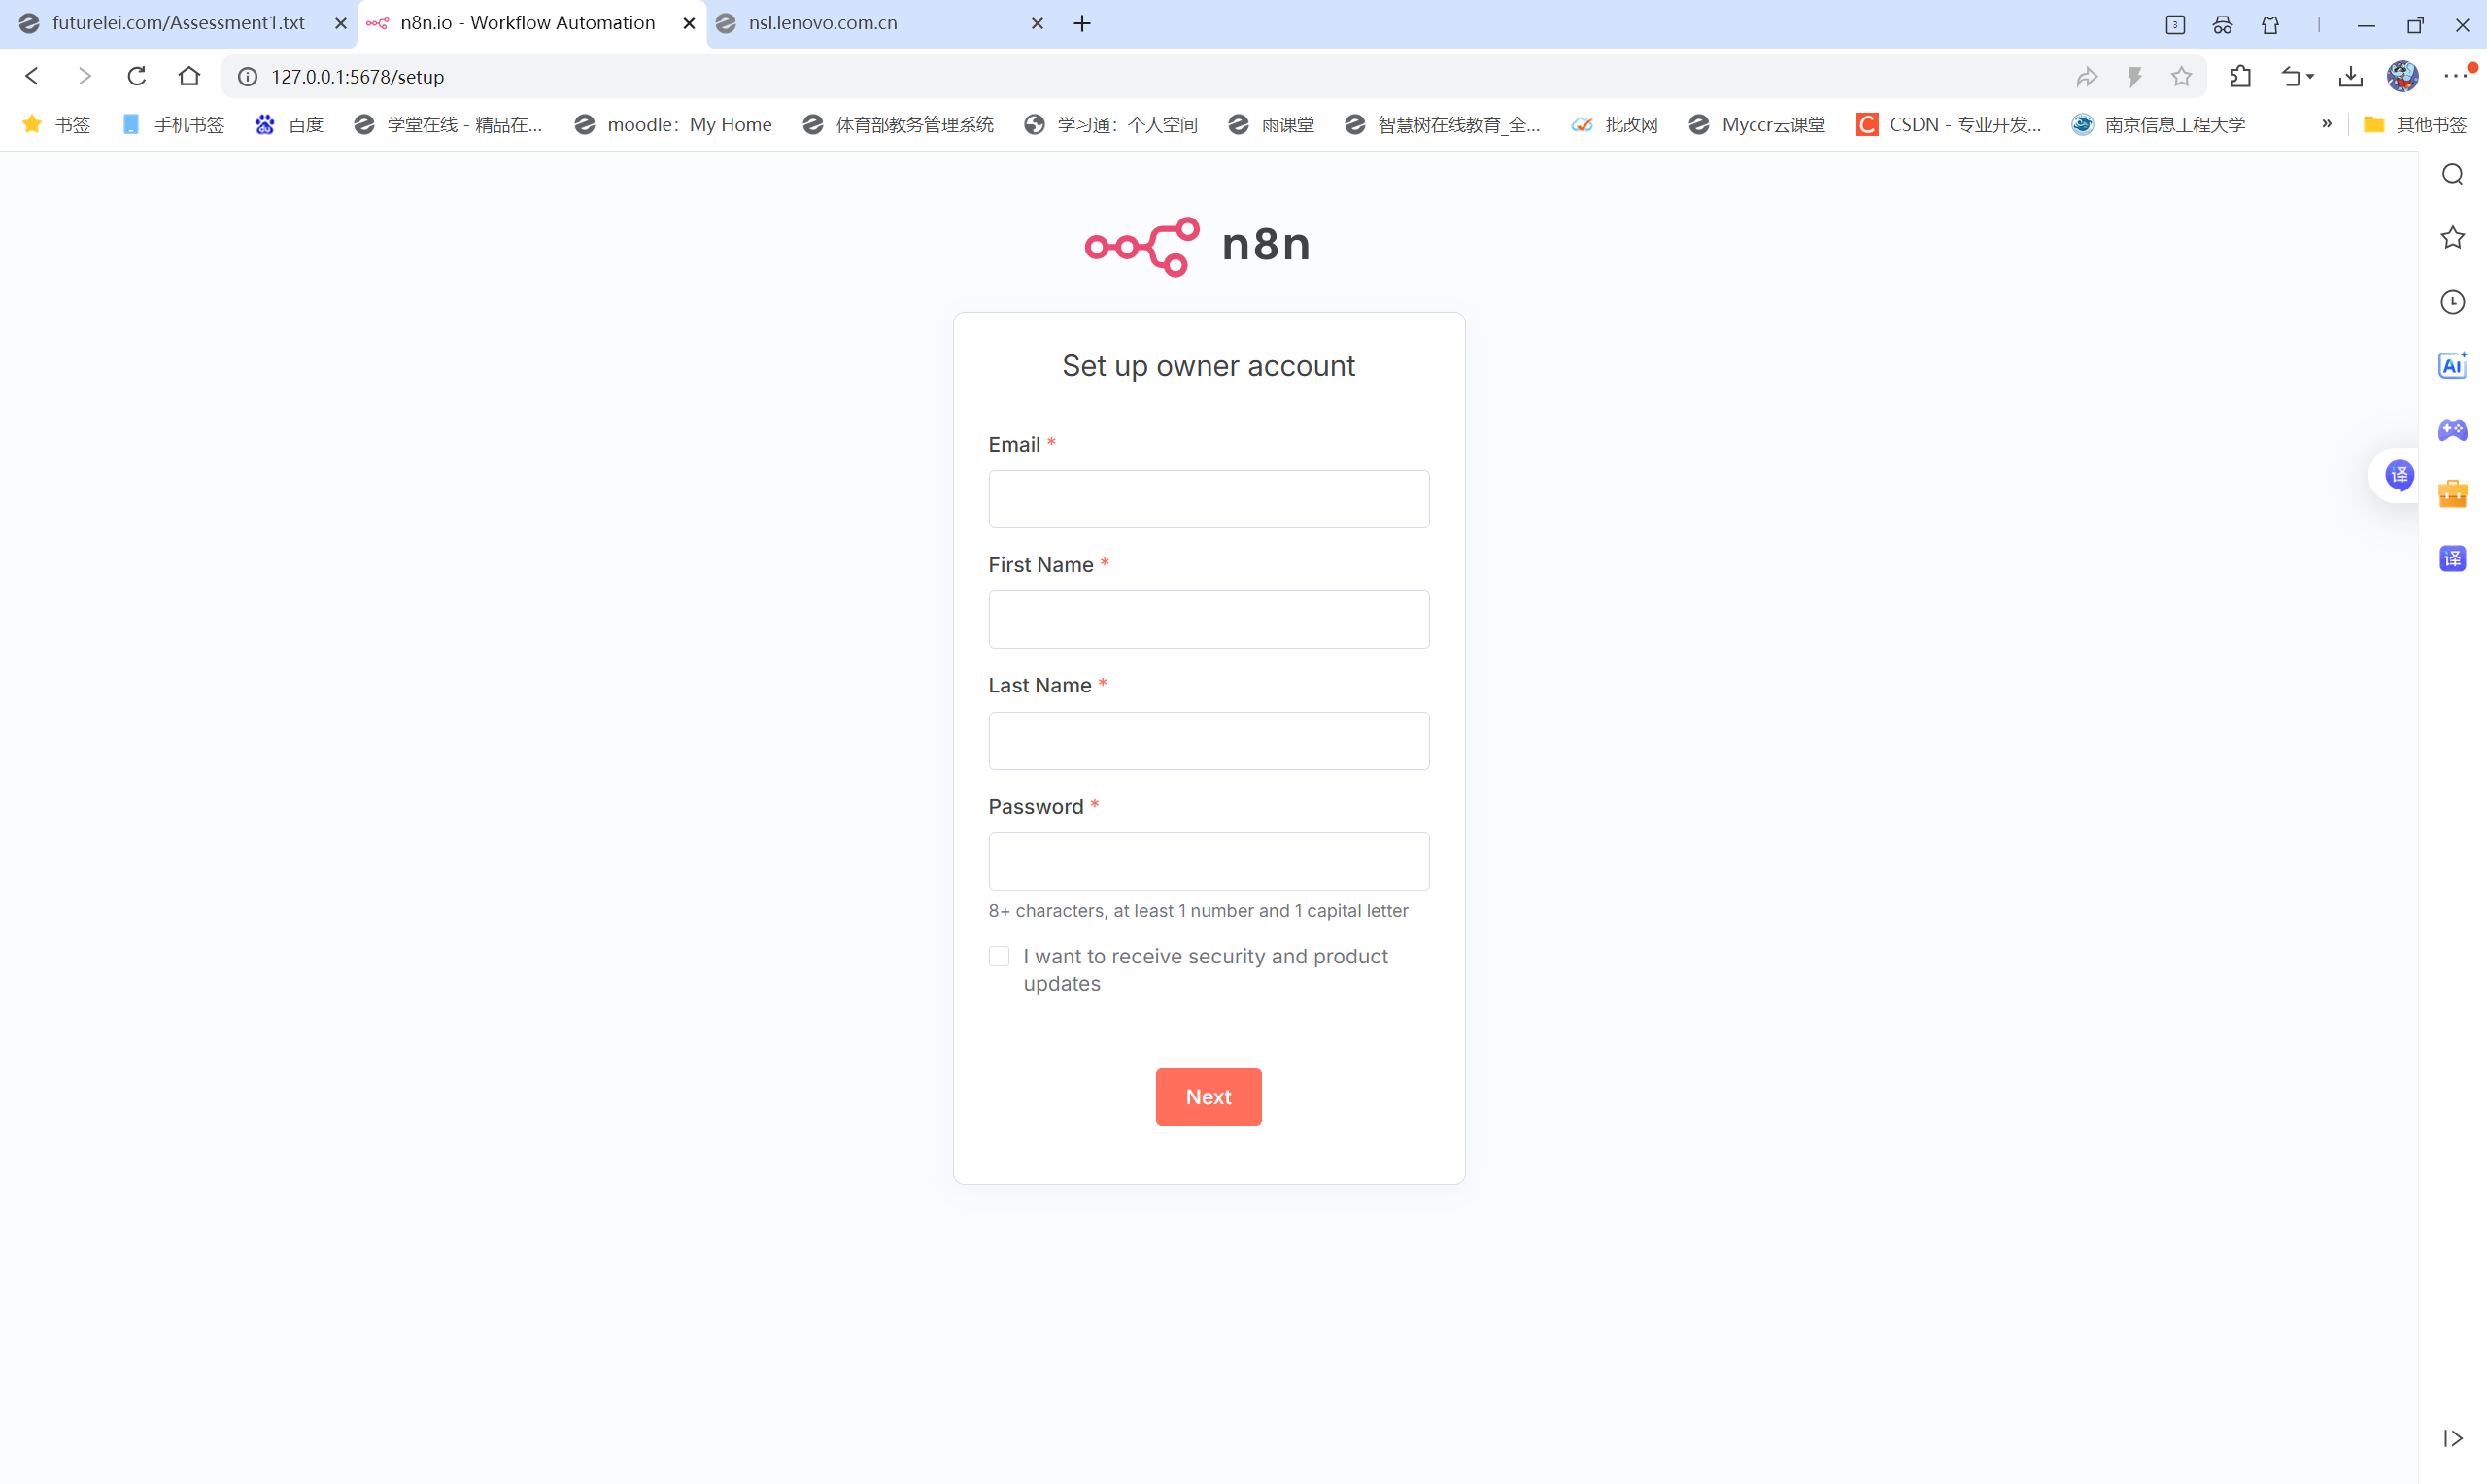 futurelei.com/Assessment1.txt
n8n.io - Workflow Automation
nsl.lenovo.com.cn
3
127.0.0.1:5678/setup
书签
手机书签
百度
学堂在线 - 精品在...
moodle：My Home
体育部教务管理系统
学习通：个人空间
雨课堂
智慧树在线教育_全...
批改网
Myccr云课堂
C
CSDN - 专业开发...
南京信息工程大学
»
其他书签
n8n
Set up owner account
Email *
First Name *
Last Name *
Password *
8+ characters, at least 1 number and 1 capital letter
I want to receive security and product
updates
Next
Ai
译
译